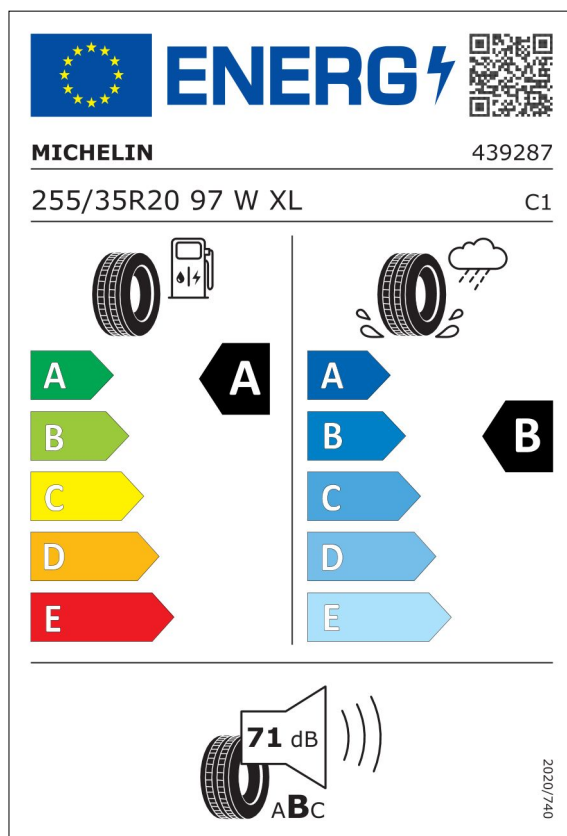 ENERG
MICHELIN 439287
255/35R20 97 W XL C1
A A
B
C
D
E
A
B B
C
D
E
71 dB
ABC
2020/740